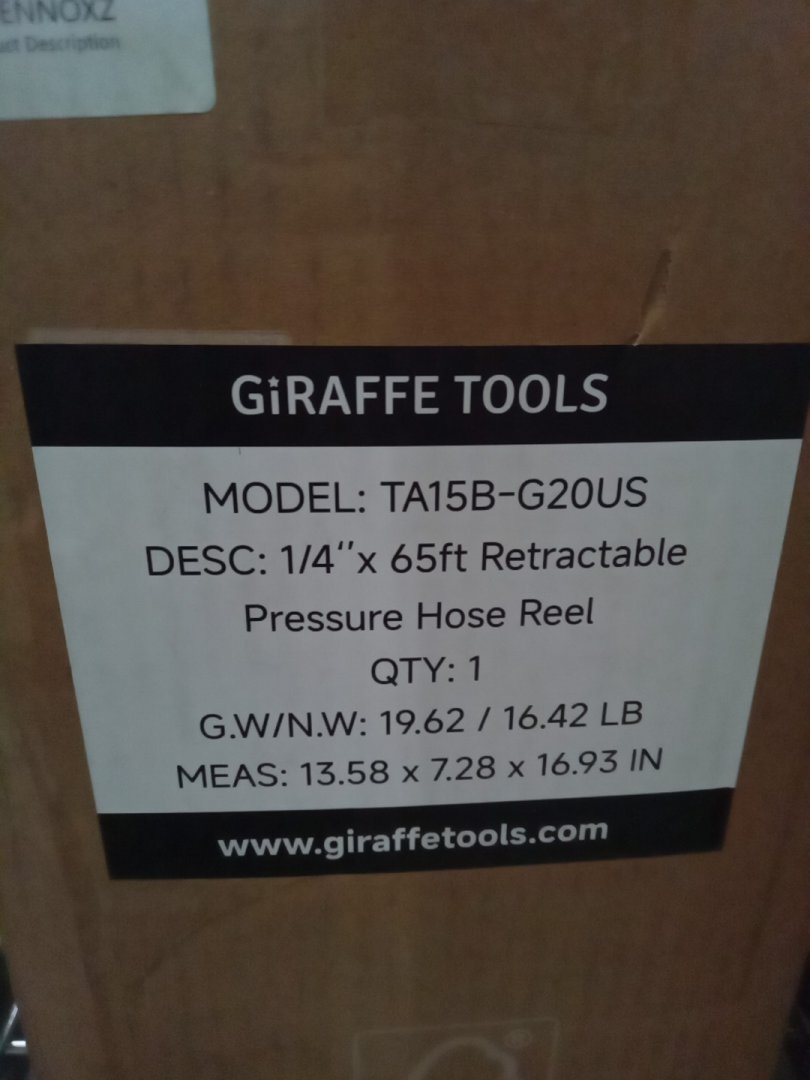 ENNOXZ
uct Description
GiRAFFE TOOLS
MODEL: TA15B-G20US
DESC: 1/4''x 65ft Retractable
Pressure Hose Reel
QTY: 1
G.W/N.W: 19.62 / 16.42 LB
MEAS: 13.58 x 7.28 x 16.93 IN
www.giraffetools.com
®